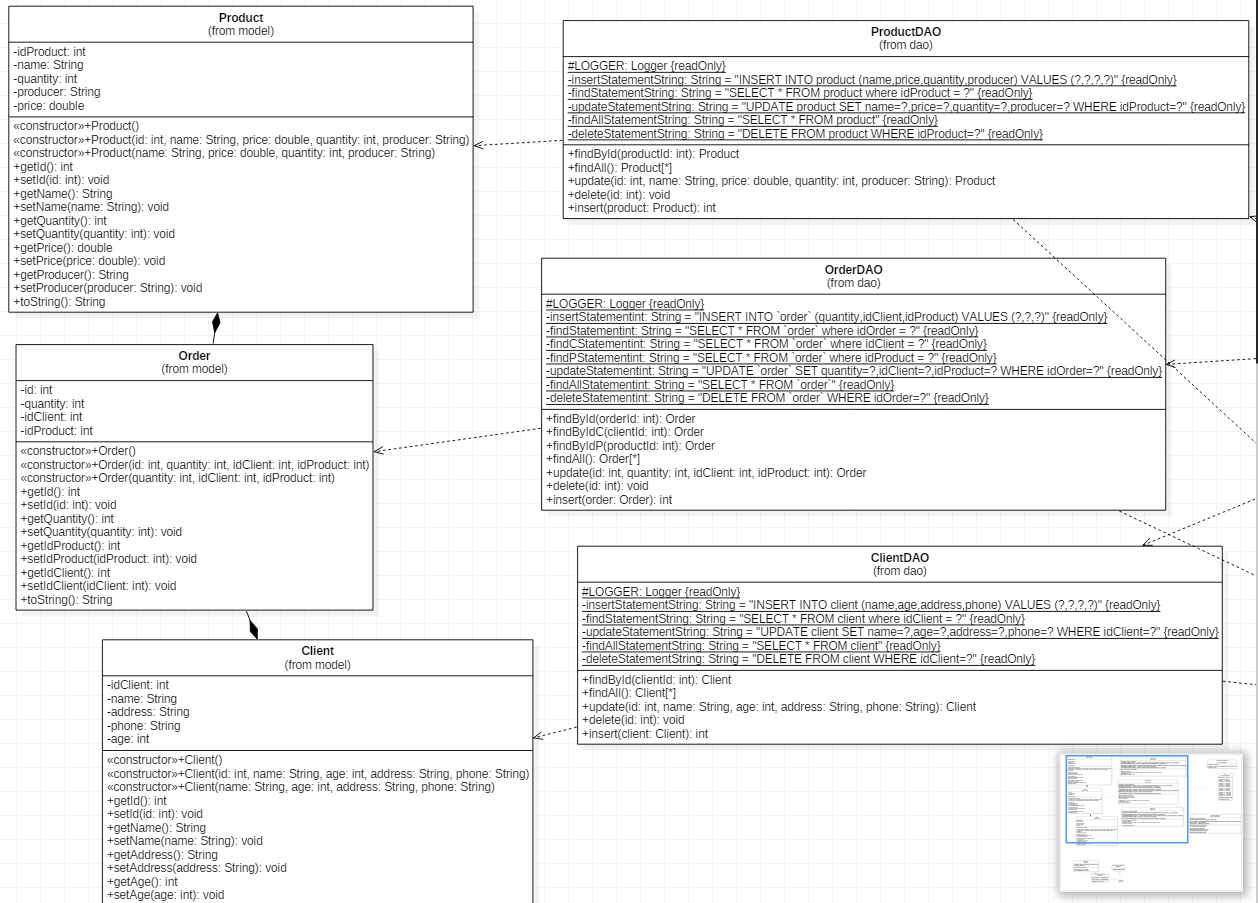 Product
(from model)
-idProduct: int
-name: String
-quantity: int
-producer: String
-price: double
«constructor»+Product()
«constructor»+Product(id: int, name: String, price: double, quantity: int, producer: String)
«constructor»+Product(name: String, price: double, quantity: int, producer: String)
+getId(): int
+setId(id: int): void
+getName(): String
+setName(name: String): void
+getQuantity(): int
+setQuantity(quantity: int): void
+getPrice(): double
+setPrice(price: double): void
+getProducer(): String
+setProducer(producer: String): void
+toString(): String
Order
(from model)
-id: int
-quantity: int
-idClient: int
-idProduct: int
«constructor»+Order()
«constructor»+Order(id: int, quantity: int, idClient: int, idProduct: int)
«constructor»+Order(quantity: int, idClient: int, idProduct: int)
+getId(): int
+setId(id: int): void
+getQuantity(): int
+setQuantity(quantity: int): void
+getIdProduct(): int
+setIdProduct(idProduct: int): void
+getIdClient(): int
+setIdClient(idClient: int): void
+toString(): String
Client
(from model)
-idClient: int
-name: String
-address: String
-phone: String
-age: int
«constructor»+Client()
«constructor»+Client(id: int, name: String, age: int, address: String, phone: String)
«constructor»+Client(name: String, age: int, address: String, phone: String)
+getId(): int
+setId(id: int): void
+getName(): String
+setName(name: String): void
+getAddress(): String
+setAddress(address: String): void
+getAge(): int
+setAge(age: int): void
ProductDAO
(from dao)
#LOGGER: Logger {readOnly}
-insertStatementString: String = "INSERT INTO product (name,price,quantity,producer) VALUES (?,?,?,?)" {readOnly}
-findStatementString: String = "SELECT * FROM product where idProduct = ?" {readOnly}
-updateStatementString: String = "UPDATE product SET name=?,price=?,quantity=?,producer=? WHERE idProduct=?" {readOnly}
-findAllStatementString: String = "SELECT * FROM product" {readOnly}
-deleteStatementString: String = "DELETE FROM product WHERE idProduct=?" {readOnly}
+findById(productId: int): Product
+findAll(): Product[*]
+update(id: int, name: String, price: double, quantity: int, producer: String): Product
+delete(id: int): void
+insert(product: Product): int
OrderDAO
(from dao)
#LOGGER: Logger {readOnly}
-insertStatementint: String = "INSERT INTO `order` (quantity,idClient,idProduct) VALUES (?,?,?)" {readOnly}
-findStatementint: String = "SELECT * FROM `order` where idOrder = ?" {readOnly}
-findCStatementint: String = "SELECT * FROM `order` where idClient = ?" {readOnly}
-findPStatementint: String = "SELECT * FROM `order` where idProduct = ?" {readOnly}
-updateStatementint: String = "UPDATE `order` SET quantity=?,idClient=?,idProduct=? WHERE idOrder=?" {readOnly}
-findAllStatementint: String = "SELECT * FROM `order`" {readOnly}
-deleteStatementint: String = "DELETE FROM `order` WHERE idOrder=?" {readOnly}
+findById(orderId: int): Order
+findByIdC(clientId: int): Order
+findByIdP(productId: int): Order
+findAll(): Order[*]
+update(id: int, quantity: int, idClient: int, idProduct: int): Order
+delete(id: int): void
+insert(order: Order): int
ClientDAO
(from dao)
#LOGGER: Logger {readOnly}
-insertStatementString: String = "INSERT INTO client (name,age,address,phone) VALUES (?,?,?,?)" {readOnly}
-findStatementString: String = "SELECT * FROM client where idClient = ?" {readOnly}
-updateStatementString: String = "UPDATE client SET name=?,age=?,address=?,phone=? WHERE idClient=?" {readOnly}
-findAllStatementString: String = "SELECT * FROM client" {readOnly}
-deleteStatementString: String = "DELETE FROM client WHERE idClient=?" {readOnly}
+findById(clientId: int): Client
+findAll(): Client[*]
+update(id: int, name: String, age: int, address: String, phone: String): Client
+delete(id: int): void
+insert(client: Client): int